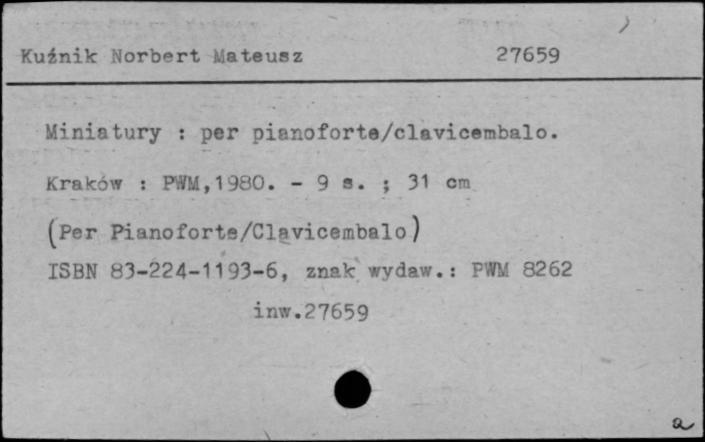 Kuźnik Norbert Mateusz 27659
Miniatury : per pianoforte/clavicembalo.
Kraków : PWM,1980. - 9 s. ; 31 cm
(Per Pianoforte/Clavicembalo)
ISBN 83-224-1193-6, znak wydaw.: PWM 8262
inw.27659
a